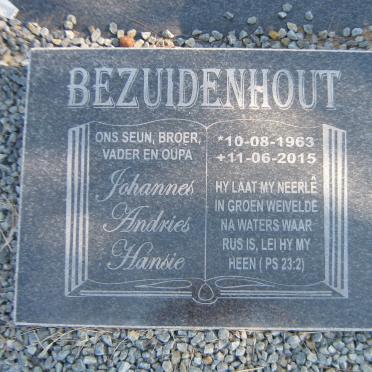 BEZUIDENHOUT
ONS SEUN, BROER,
VADER EN OUPA
Johannes
Andries
Hansie
*10-08-1963
+11-06-2015
HY LAAT MY NEERLÊ
IN GROEN WEIVELDE
NA WATERS WAAR
RUS IS, LEI HY MY
HEEN ( PS 23:2)